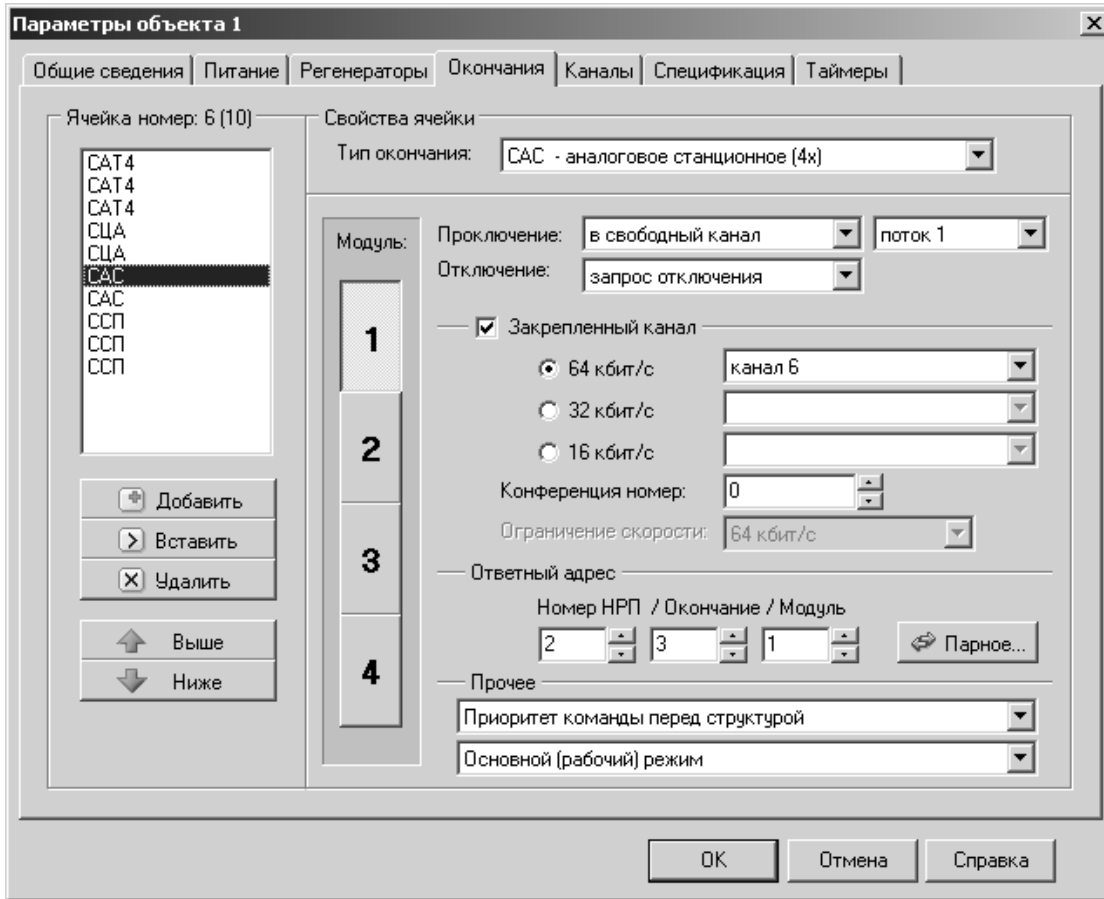 Параметры объекта 1
Общие сведения Питание Регенераторы Окончания Каналы Спецификация Таймеры
Ячейка номер: 6 (10)
САТ4
САТ4
САТ4
СЦА
СЦА
САС
САС
ССП
ССП
ССП
Добавить
Вставить
Удалить
Выше
Ниже
Свойства ячейки
Тип окончания: САС - аналоговое станционное (4x)
Модуль:
1
2
3
4
Проключение: в свободный канал поток 1
Отключение: запрос отключения
Закрепленный канал
64 кбит/с канал 6
32 кбит/с
16 кбит/с
Конференция номер: 0
Ограничение скорости: 64 кбит/с
Ответный адрес
Номер НРП / Окончание / Модуль
2 3 1 Парное...
Прочее
Приоритет команды перед структурой
Основной (рабочий) режим
OK Отмена Справка